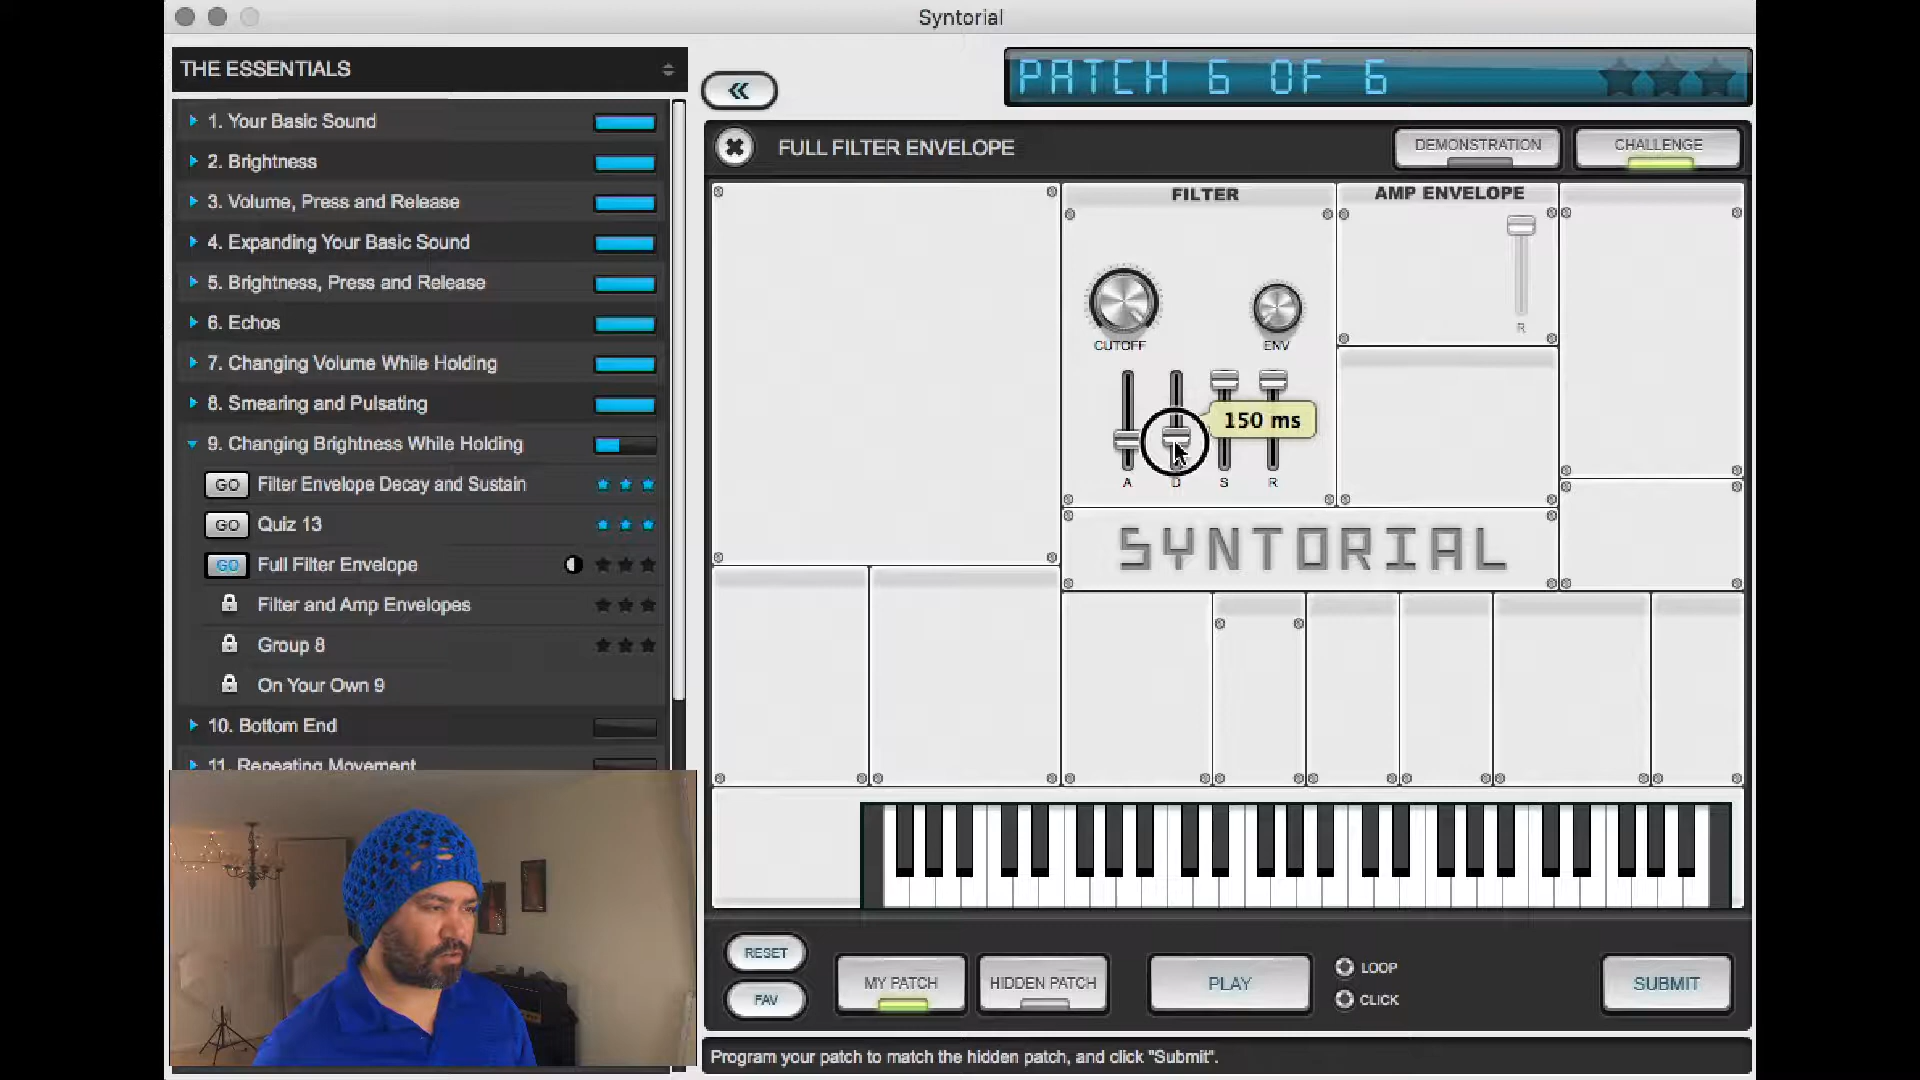 Syntorial
THE ESSENTIALS
1. Your Basic Sound
2. Brightness
3. Volume, Press and Release
4. Expanding Your Basic Sound
5. Brightness, Press and Release
6. Echos
7. Changing Volume While Holding
8. Smearing and Pulsating
9. Changing Brightness While Holding
GO Filter Envelope Decay and Sustain
GO Quiz 13
GO Full Filter Envelope
Filter and Amp Envelopes
Group 8
On Your Own 9
10. Bottom End
11. Repeating Movement
PATCH 6 OF 6
FULL FILTER ENVELOPE
DEMONSTRATION
CHALLENGE
FILTER
CUTOFF
ENV
150 ms
A D S R
AMP ENVELOPE
R
SYNTORIAL
RESET
FAV
MY PATCH
HIDDEN PATCH
PLAY
LOOP
CLICK
SUBMIT
Program your patch to match the hidden patch, and click "Submit".